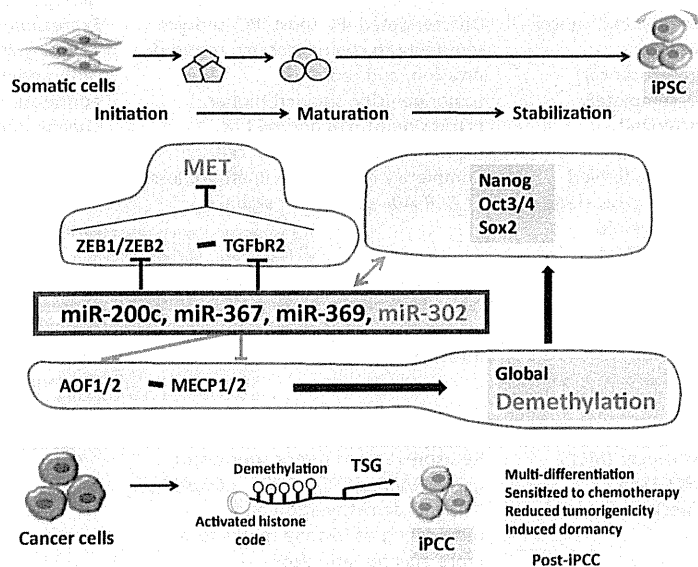 Somatic cells
iPSC
Initiation Maturation Stabilization
MET
ZEB1/ZEB2 TGFbR2
Nanog
Oct3/4
Sox2
miR-200c, miR-367, miR-369, miR-302
AOF1/2 MECP1/2
Global
Demethylation
Cancer cells
Demethylation
TSG
Activated histone
code
iPCC
Multi-differentiation
Sensitized to chemotherapy
Reduced tumorigenicity
Induced dormancy
Post-iPCC